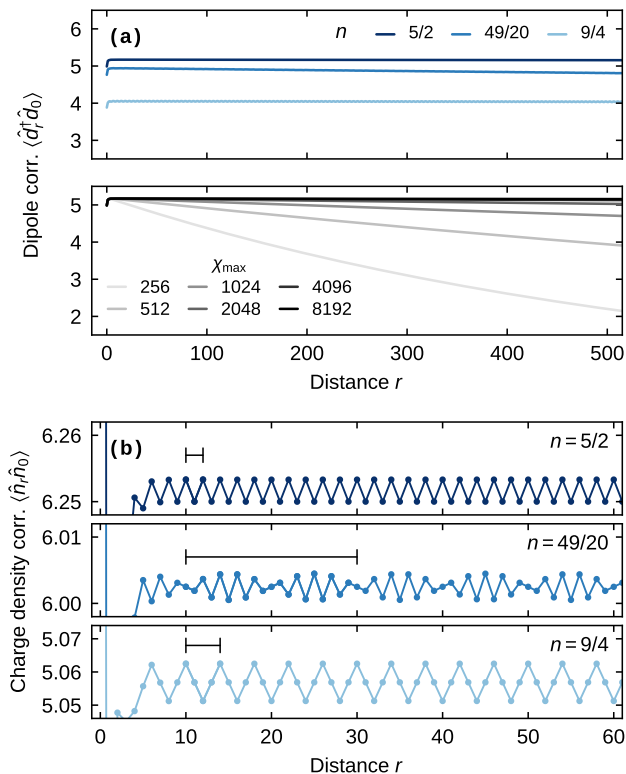 (a)
n 5/2 49/20 9/4
6
5
4
3
Dipole corr. ⟨d̂†ᵣd̂₀⟩
5
4
3
2
χmax
256 1024 4096
512 2048 8192
0 100 200 300 400 500
Distance r
(b)
n = 5/2
6.26
6.25
n = 49/20
6.01
6.00
n = 9/4
5.07
5.06
5.05
Charge density corr. ⟨n̂ᵣn̂₀⟩
0 10 20 30 40 50 60
Distance r